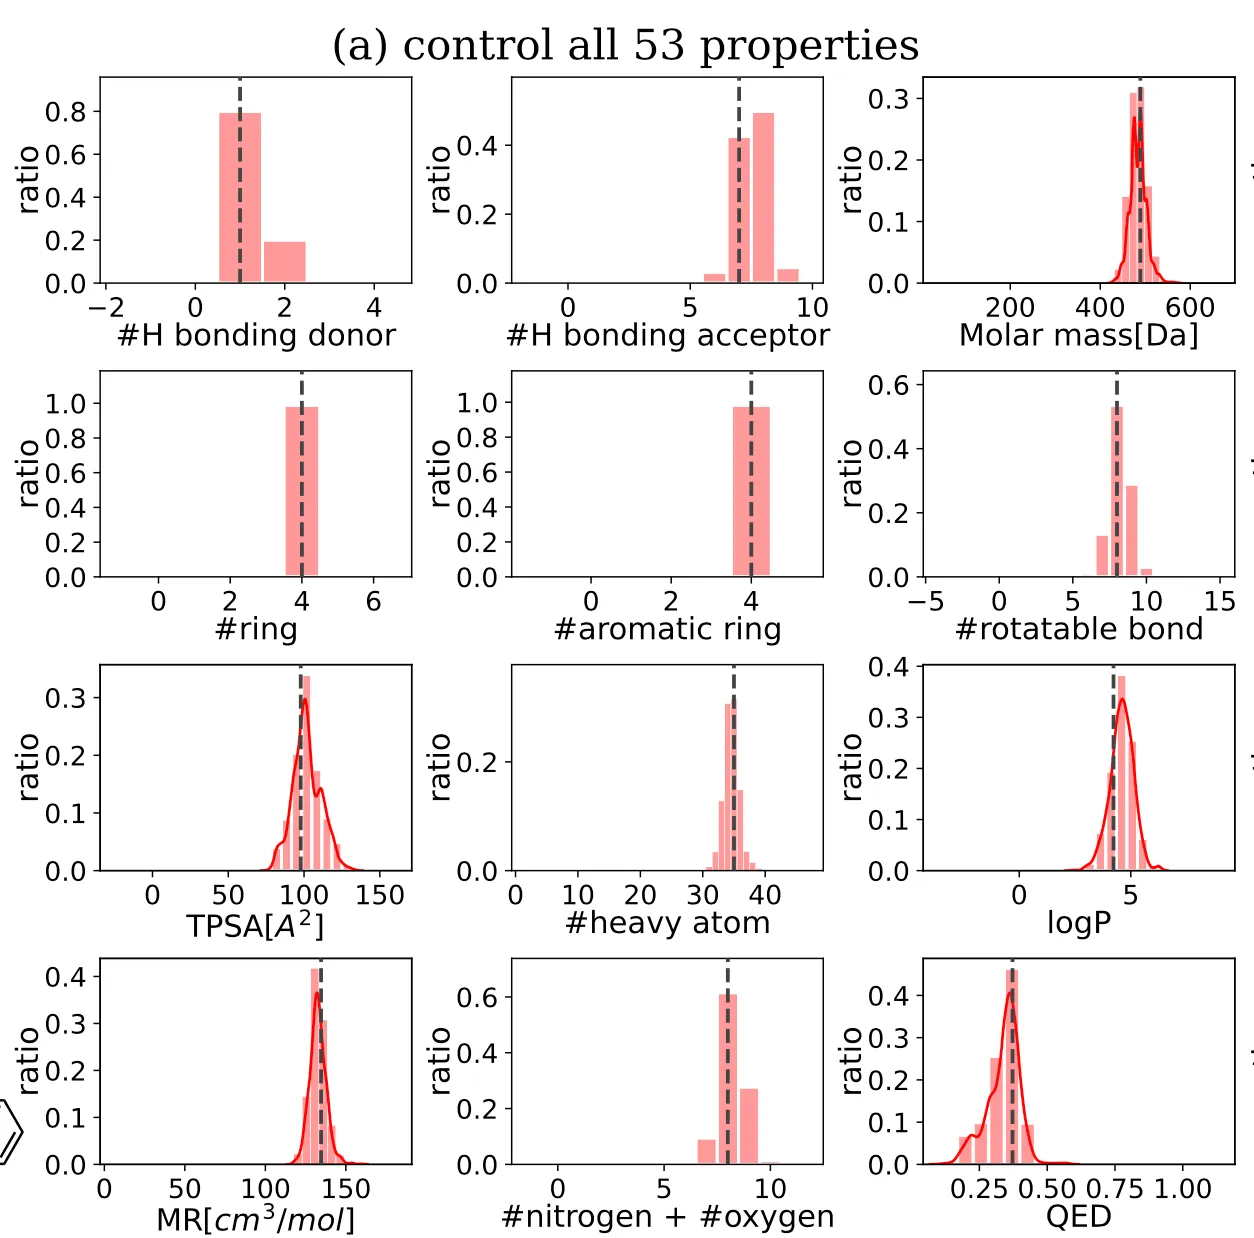 (a) control all 53 properties
ratio
0.8
0.6
0.4
0.2
0.0
−2 0 2 4
#H bonding donor
ratio
0.4
0.2
0.0
0 5 10
#H bonding acceptor
ratio
0.3
0.2
0.1
0.0
200 400 600
Molar mass[Da]
ratio
1.0
0.8
0.6
0.4
0.2
0.0
0 2 4 6
#ring
ratio
1.0
0.8
0.6
0.4
0.2
0.0
0 2 4
#aromatic ring
ratio
0.6
0.4
0.2
0.0
−5 0 5 10 15
#rotatable bond
ratio
0.3
0.2
0.1
0.0
0 50 100 150
TPSA[A²]
ratio
0.2
0.0
0 10 20 30 40
#heavy atom
ratio
0.4
0.3
0.2
0.1
0.0
0 5
logP
ratio
0.4
0.3
0.2
0.1
0.0
0 50 100 150
MR[cm³/mol]
ratio
0.6
0.4
0.2
0.0
0 5 10
#nitrogen + #oxygen
ratio
0.4
0.3
0.2
0.1
0.0
0.25 0.50 0.75 1.00
QED